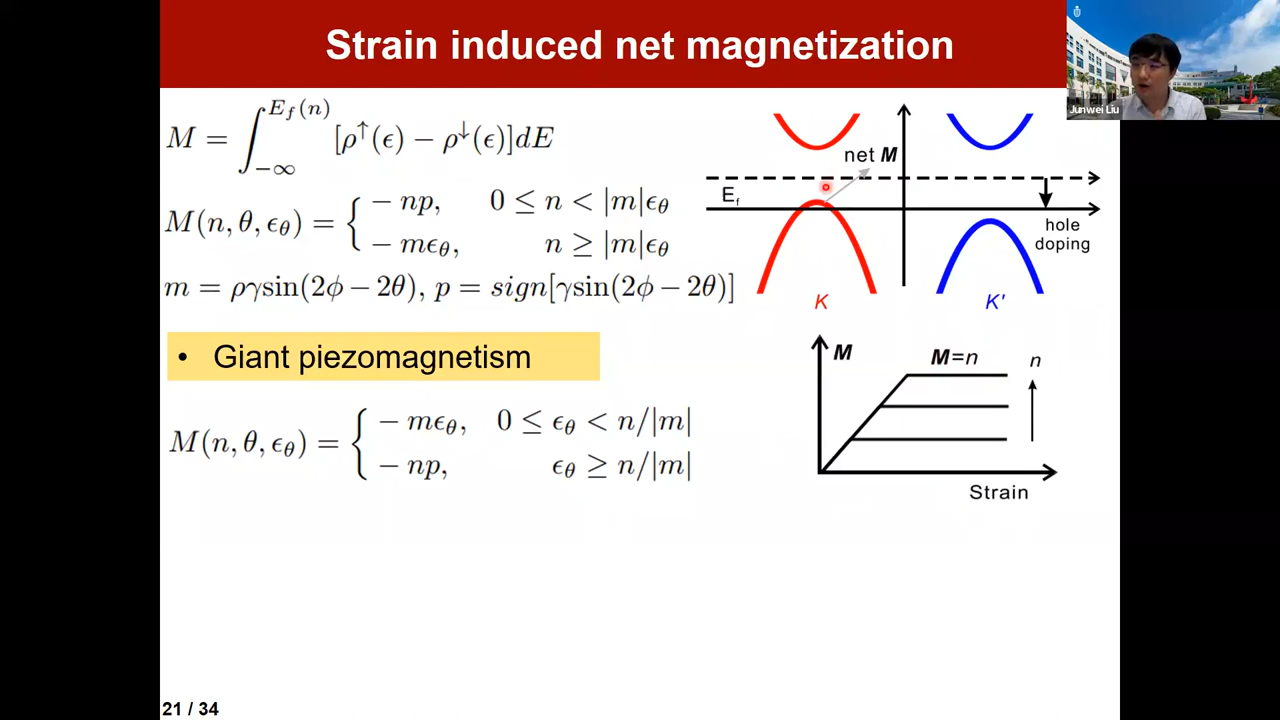 Strain induced net magnetization
Junwei Liu
M = ∫_{-∞}^{E_f(n)} [ρ^↑(ϵ) − ρ^↓(ϵ)]dE
M(n, θ, ϵ_θ) = { − np, 0 ≤ n < |m|ϵ_θ
− mϵ_θ, n ≥ |m|ϵ_θ
m = ργsin(2ϕ − 2θ), p = sign[γsin(2ϕ − 2θ)]
net M
E_f
hole
doping
K
K'
• Giant piezomagnetism
M(n, θ, ϵ_θ) = { − mϵ_θ, 0 ≤ ϵ_θ < n/|m|
− np, ϵ_θ ≥ n/|m|
M
M=n
n
Strain
21 / 34